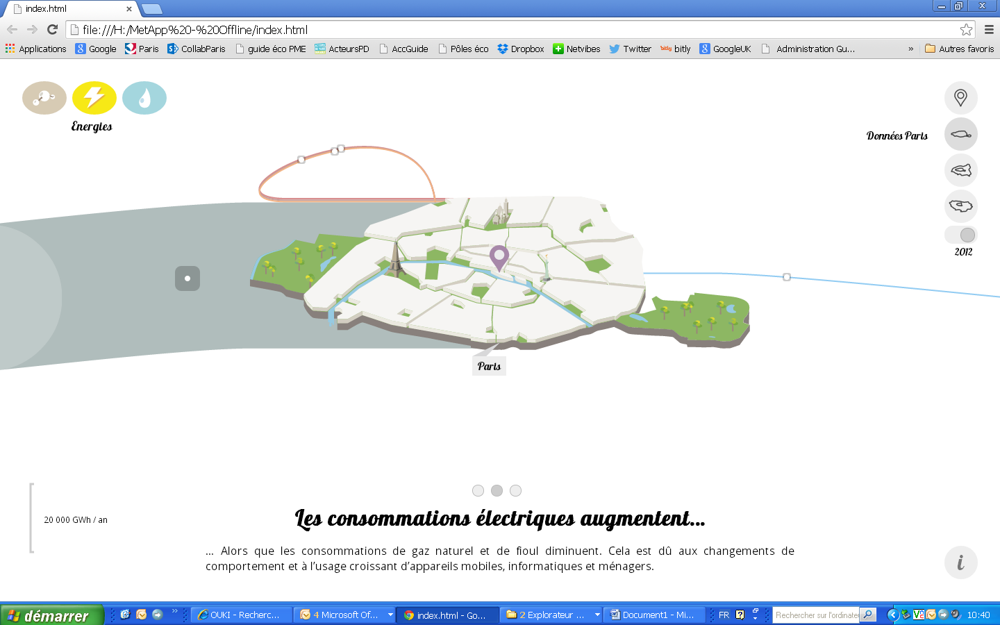 index.html
file:///H:/MetApp%20-%20Offline/index.html
Applications Google Paris CollabParis guide éco PME ActeursPD AccGuide Pôles éco Dropbox Netvibes Twitter bitly bitly GoogleUK Administration Gu... » Autres favoris
Energies
Données Paris
2012
Paris
20 000 GWh / an
Les consommations électriques augmentent...
... Alors que les consommations de gaz naturel et de fioul diminuent. Cela est dû aux changements de
comportement et à l'usage croissant d'appareils mobiles, informatiques et ménagers.
i
démarrer » OUKI - Recherc... 4 Microsoft Of... index.html - Go... 2 Explorateur ... Document1 - Mi... FR Rechercher sur l'ordinate 10:40